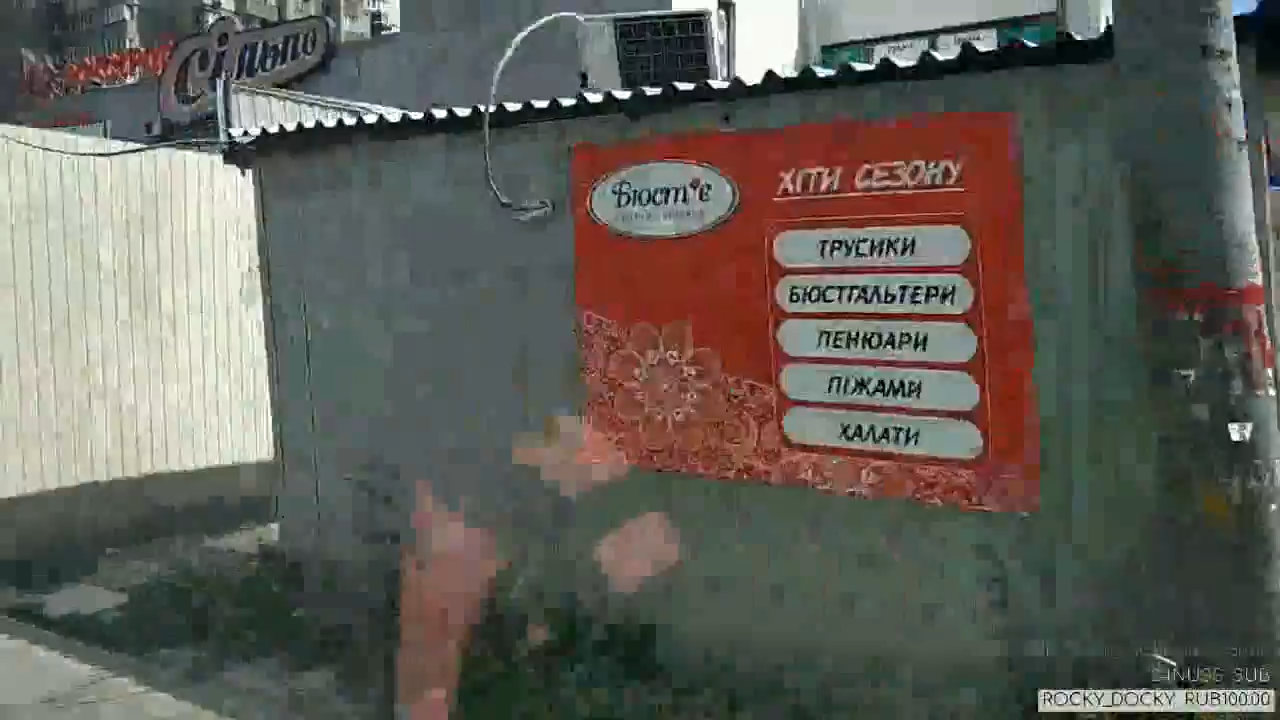 Сільпо
Бюст'є
ХІТИ СЕЗОНУ
ТРУСИКИ
БЮСТГАЛЬТЕРИ
ПЕНЮАРИ
ПІЖАМИ
ХАЛАТИ
ROCKY_DOCKY RUB100.00